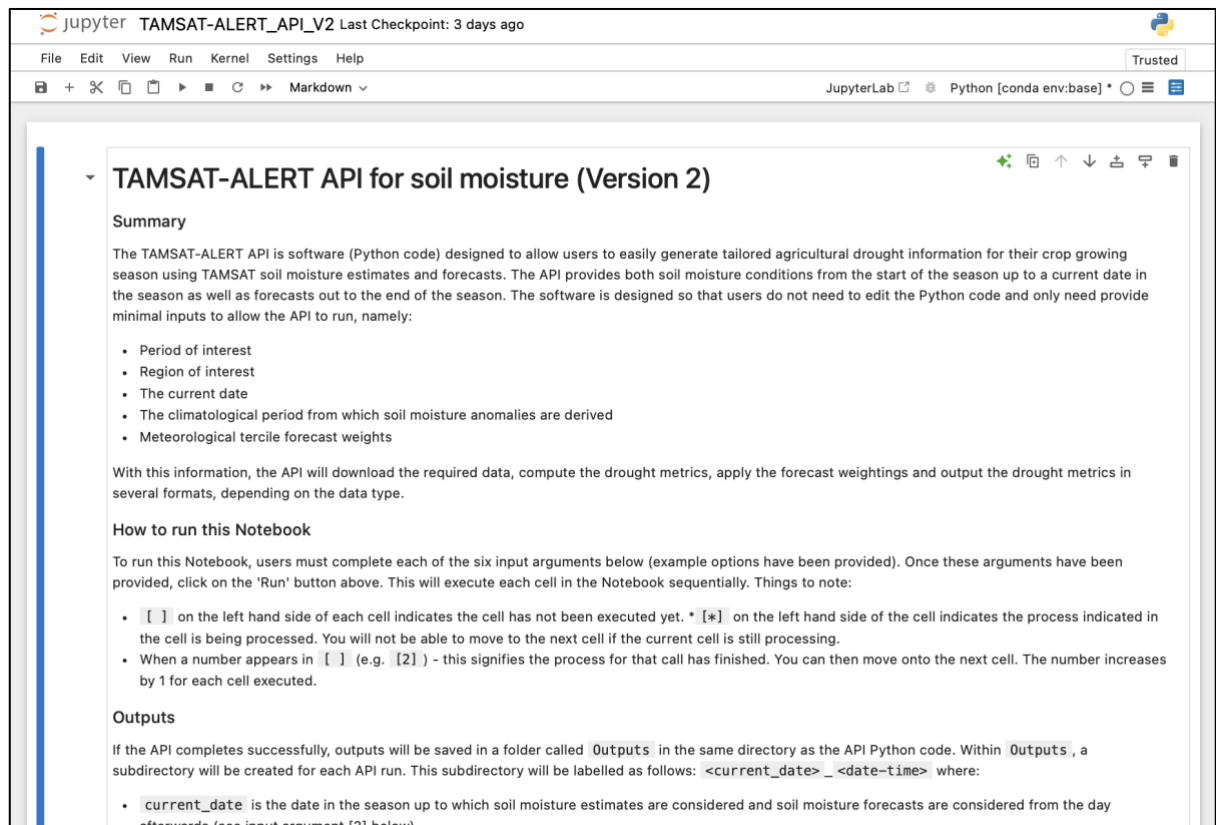 jupyter TAMSAT-ALERT_API_V2 Last Checkpoint: 3 days ago
File Edit View Run Kernel Settings Help
Trusted
Markdown
JupyterLab
Python [conda env:base] *
TAMSAT-ALERT API for soil moisture (Version 2)
Summary
The TAMSAT-ALERT API is software (Python code) designed to allow users to easily generate tailored agricultural drought information for their crop growing
season using TAMSAT soil moisture estimates and forecasts. The API provides both soil moisture conditions from the start of the season up to a current date in
the season as well as forecasts out to the end of the season. The software is designed so that users do not need to edit the Python code and only need provide
minimal inputs to allow the API to run, namely:
• Period of interest
• Region of interest
• The current date
• The climatological period from which soil moisture anomalies are derived
• Meteorological tercile forecast weights
With this information, the API will download the required data, compute the drought metrics, apply the forecast weightings and output the drought metrics in
several formats, depending on the data type.
How to run this Notebook
To run this Notebook, users must complete each of the six input arguments below (example options have been provided). Once these arguments have been
provided, click on the 'Run' button above. This will execute each cell in the Notebook sequentially. Things to note:
• [ ] on the left hand side of each cell indicates the cell has not been executed yet. * [*] on the left hand side of the cell indicates the process indicated in
the cell is being processed. You will not be able to move to the next cell if the current cell is still processing.
• When a number appears in [ ] (e.g. [2] ) - this signifies the process for that call has finished. You can then move onto the next cell. The number increases
by 1 for each cell executed.
Outputs
If the API completes successfully, outputs will be saved in a folder called Outputs in the same directory as the API Python code. Within Outputs , a
subdirectory will be created for each API run. This subdirectory will be labelled as follows: <current_date> _ <date-time> where:
• current_date is the date in the season up to which soil moisture estimates are considered and soil moisture forecasts are considered from the day
afterwards (see input argument [3] below)